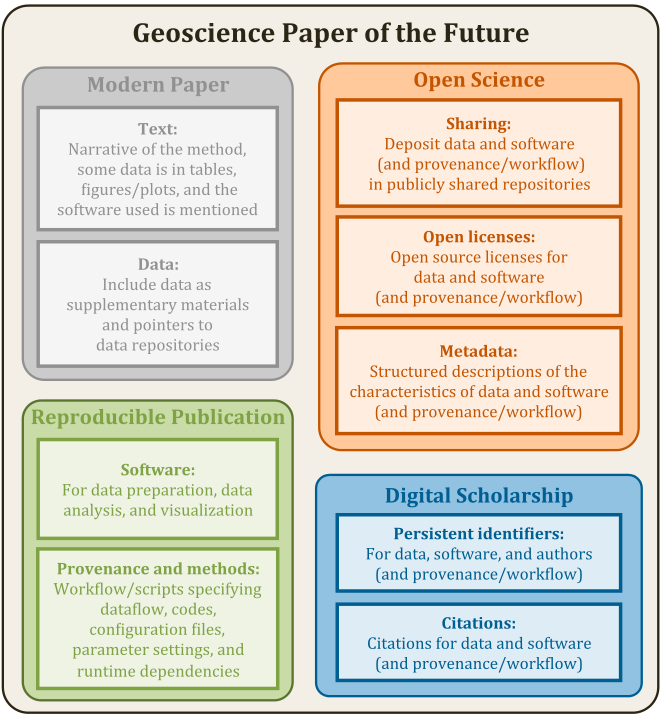 Geoscience Paper of the Future
Modern Paper
Text:
Narrative of the method,
some data is in tables,
figures/plots, and the
software used is mentioned
Data:
Include data as
supplementary materials
and pointers to
data repositories
Reproducible Publication
Software:
For data preparation, data
analysis, and visualization
Provenance and methods:
Workflow/scripts specifying
dataflow, codes,
configuration files,
parameter settings, and
runtime dependencies
Open Science
Sharing:
Deposit data and software
(and provenance/workflow)
in publicly shared repositories
Open licenses:
Open source licenses for
data and software
(and provenance/workflow)
Metadata:
Structured descriptions of the
characteristics of data and software
(and provenance/workflow)
Digital Scholarship
Persistent identifiers:
For data, software, and authors
(and provenance/workflow)
Citations:
Citations for data and software
(and provenance/workflow)